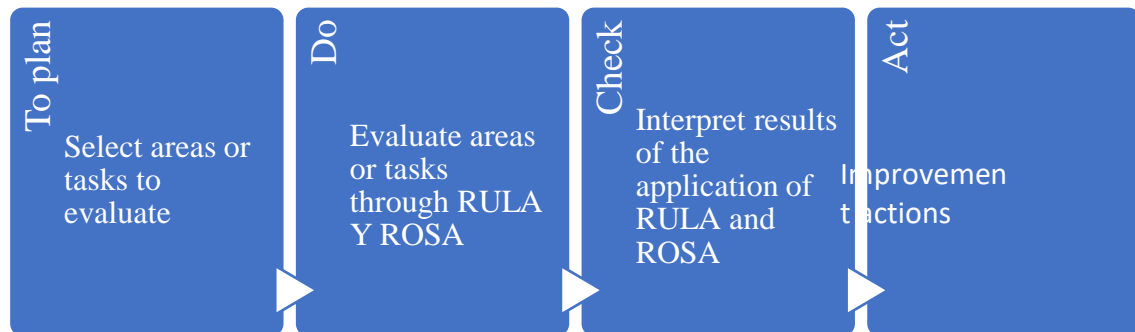 To plan
Select areas or
tasks to
evaluate
Do
Evaluate areas
or tasks
through RULA
Y ROSA
Check
Interpret results
of the
application of
RULA and
ROSA
Act
Improvemen
t actions